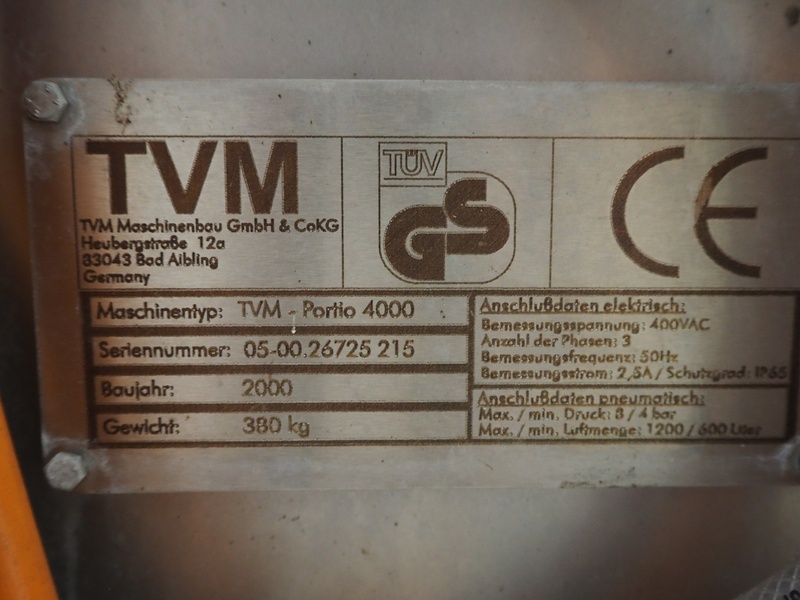 TVM
TVM Maschinenbau GmbH & CoKG
Heubergstraße 12a
83043 Bad Aibling
Germany
TÜV
GS
CE
Maschinentyp: TVM - Portio 4000
Seriennummer: 05-00.26725 215
Baujahr: 2000
Gewicht: 380 kg
Anschlußdaten elektrisch:
Bemessungsspannung: 400VAC
Anzahl der Phasen: 3
Bemessungsfrequenz: 50Hz
Bemessungsstrom: 2,5A / Schutzgrad: IP65
Anschlußdaten pneumatisch:
Max. / min. Druck: 8 / 4 bar
Max. / min. Luftmenge: 1200 / 600 Liter